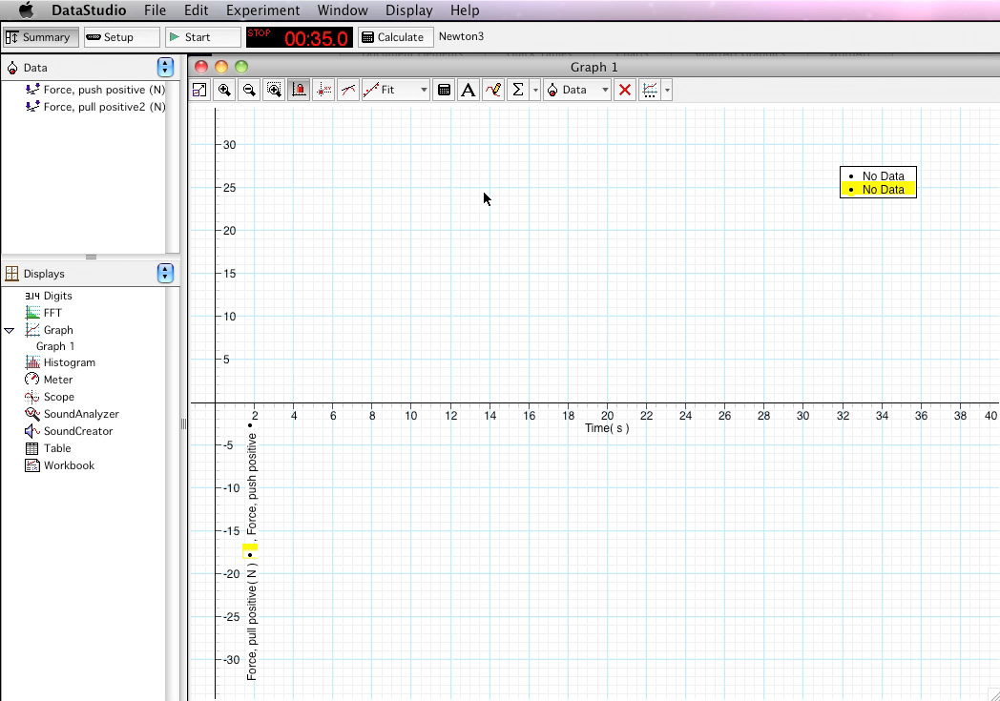 DataStudio File Edit Experiment Window Display Help
Summary Setup Start STOP 00:35.0 Calculate Newton3
Data
Force, push positive (N)
Force, pull positive2 (N)
Displays
3.14 Digits
FFT
Graph
Graph 1
Histogram
Meter
Scope
SoundAnalyzer
SoundCreator
Table
Workbook
Graph 1
Fit A Σ Data
No Data
No Data
30
25
20
15
10
5
2 4 6 8 10 12 14 16 18 20 22 24 26 28 30 32 34 36 38 40
Time( s )
-5
-10
-15
-20
-25
-30
Force, pull positive( N ) , Force, push positive